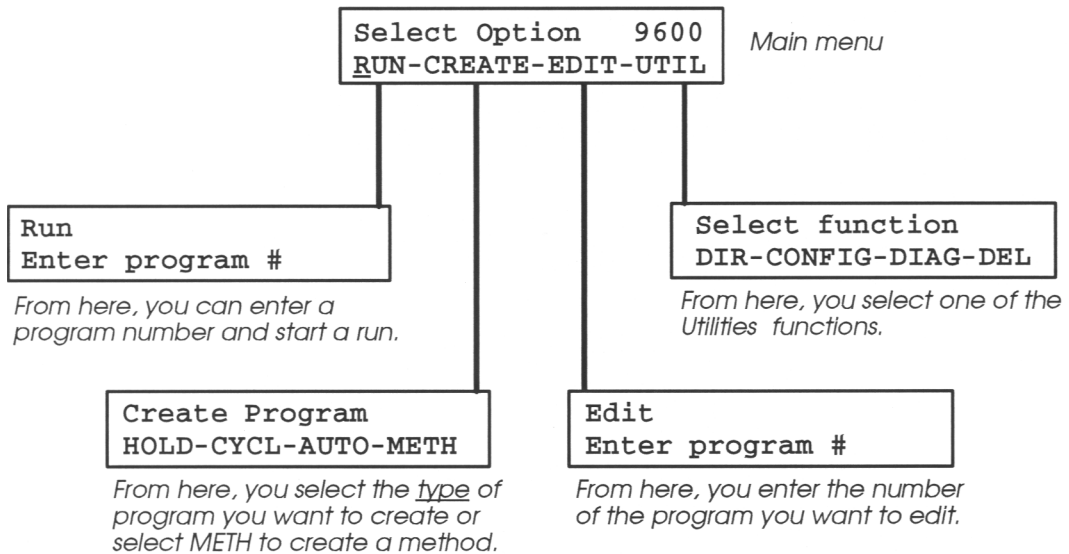 Select Option 9600
RUN-CREATE-EDIT-UTIL
Main menu
Run
Enter program #
From here, you can enter a
program number and start a run.
Select function
DIR-CONFIG-DIAG-DEL
From here, you select one of the
Utilities functions.
Create Program
HOLD-CYCL-AUTO-METH
From here, you select the type of
program you want to create or
select METH to create a method.
Edit
Enter program #
From here, you enter the number
of the program you want to edit.